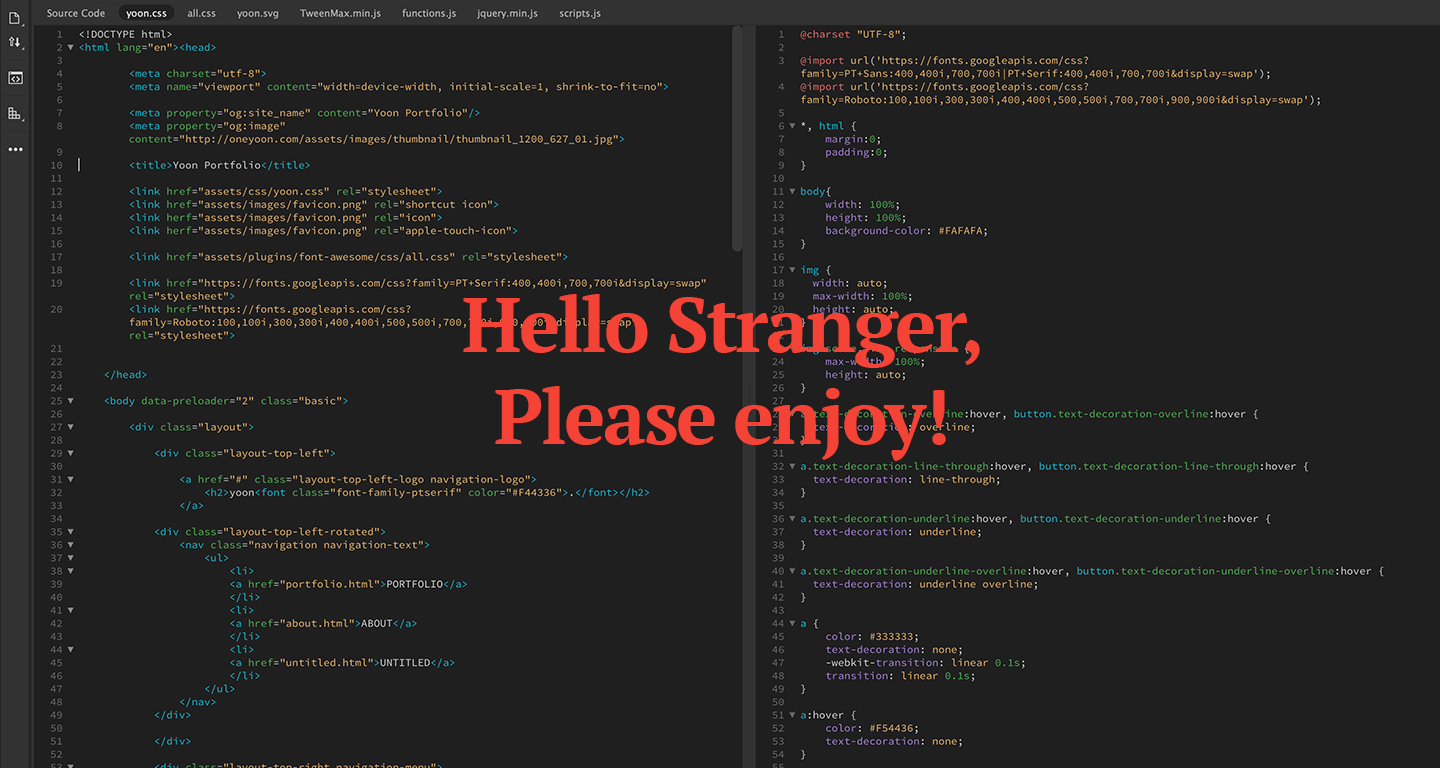 Source Code yoon.css all.css yoon.svg TweenMax.min.js functions.js jquery.min.js scripts.js
1 <!DOCTYPE html>
2 <html lang="en"><head>
3
4 <meta charset="utf-8">
5 <meta name="viewport" content="width=device-width, initial-scale=1, shrink-to-fit=no">
6
7 <meta property="og:site_name" content="Yoon Portfolio"/>
8 <meta property="og:image"
content="http://oneyoon.com/assets/images/thumbnail/thumbnail_1200_627_01.jpg">
9
10 <title>Yoon Portfolio</title>
11
12 <link href="assets/css/yoon.css" rel="stylesheet">
13 <link href="assets/images/favicon.png" rel="shortcut icon">
14 <link href="assets/images/favicon.png" rel="icon">
15 <link herf="assets/images/favicon.png" rel="apple-touch-icon">
16
17 <link href="assets/plugins/font-awesome/css/all.css" rel="stylesheet">
18
19 <link href="https://fonts.googleapis.com/css?family=PT+Serif:400,400i,700,700i&display=swap"
rel="stylesheet">
20 <link href="https://fonts.googleapis.com/css?
family=Roboto:100,100i,300,300i,400,400i,500,500i,700,
rel="stylesheet">
21
22
23 </head>
24
25 <body data-preloader="2" class="basic">
26
27 <div class="layout">
28
29 <div class="layout-top-left">
30
31 <a href="#" class="layout-top-left-logo navigation-logo">
32 <h2>yoon<font class="font-family-ptserif" color="#F44336">.</font></h2>
33 </a>
34
35 <div class="layout-top-left-rotated">
36 <nav class="navigation navigation-text">
37 <ul>
38 <li>
39 <a href="portfolio.html">PORTFOLIO</a>
40 </li>
41 <li>
42 <a href="about.html">ABOUT</a>
43 </li>
44 <li>
45 <a href="untitled.html">UNTITLED</a>
46 </li>
47 </ul>
48 </nav>
49 </div>
50
51 </div>
52
53 <div class="layout-top-right navigation-menu">
Hello Stranger,
Please enjoy!
1 @charset "UTF-8";
2
3 @import url('https://fonts.googleapis.com/css?
family=PT+Sans:400,400i,700,700i|PT+Serif:400,400i,700,700i&display=swap');
4 @import url('https://fonts.googleapis.com/css?
family=Roboto:100,100i,300,300i,400,400i,500,500i,700,700i,900,900i&display=swap');
5
6 *, html {
7 margin:0;
8 padding:0;
9 }
10
11 body{
12 width: 100%;
13 height: 100%;
14 background-color: #FAFAFA;
15 }
16
17 img {
18 width: auto;
19 max-width: 100%;
20 height: auto;
}
{
24 max-width: 100%;
25 height: auto;
26 }
27
a.text-decoration-overline:hover, button.text-decoration-overline:hover {
text-decoration: overline;
31
32 a.text-decoration-line-through:hover, button.text-decoration-line-through:hover {
33 text-decoration: line-through;
34 }
35
36 a.text-decoration-underline:hover, button.text-decoration-underline:hover {
37 text-decoration: underline;
38 }
39
40 a.text-decoration-underline-overline:hover, button.text-decoration-underline-overline:hover {
41 text-decoration: underline overline;
42 }
43
44 a {
45 color: #333333;
46 text-decoration: none;
47 -webkit-transition: linear 0.1s;
48 transition: linear 0.1s;
49 }
50
51 a:hover {
52 color: #F54436;
53 text-decoration: none;
54 }
55